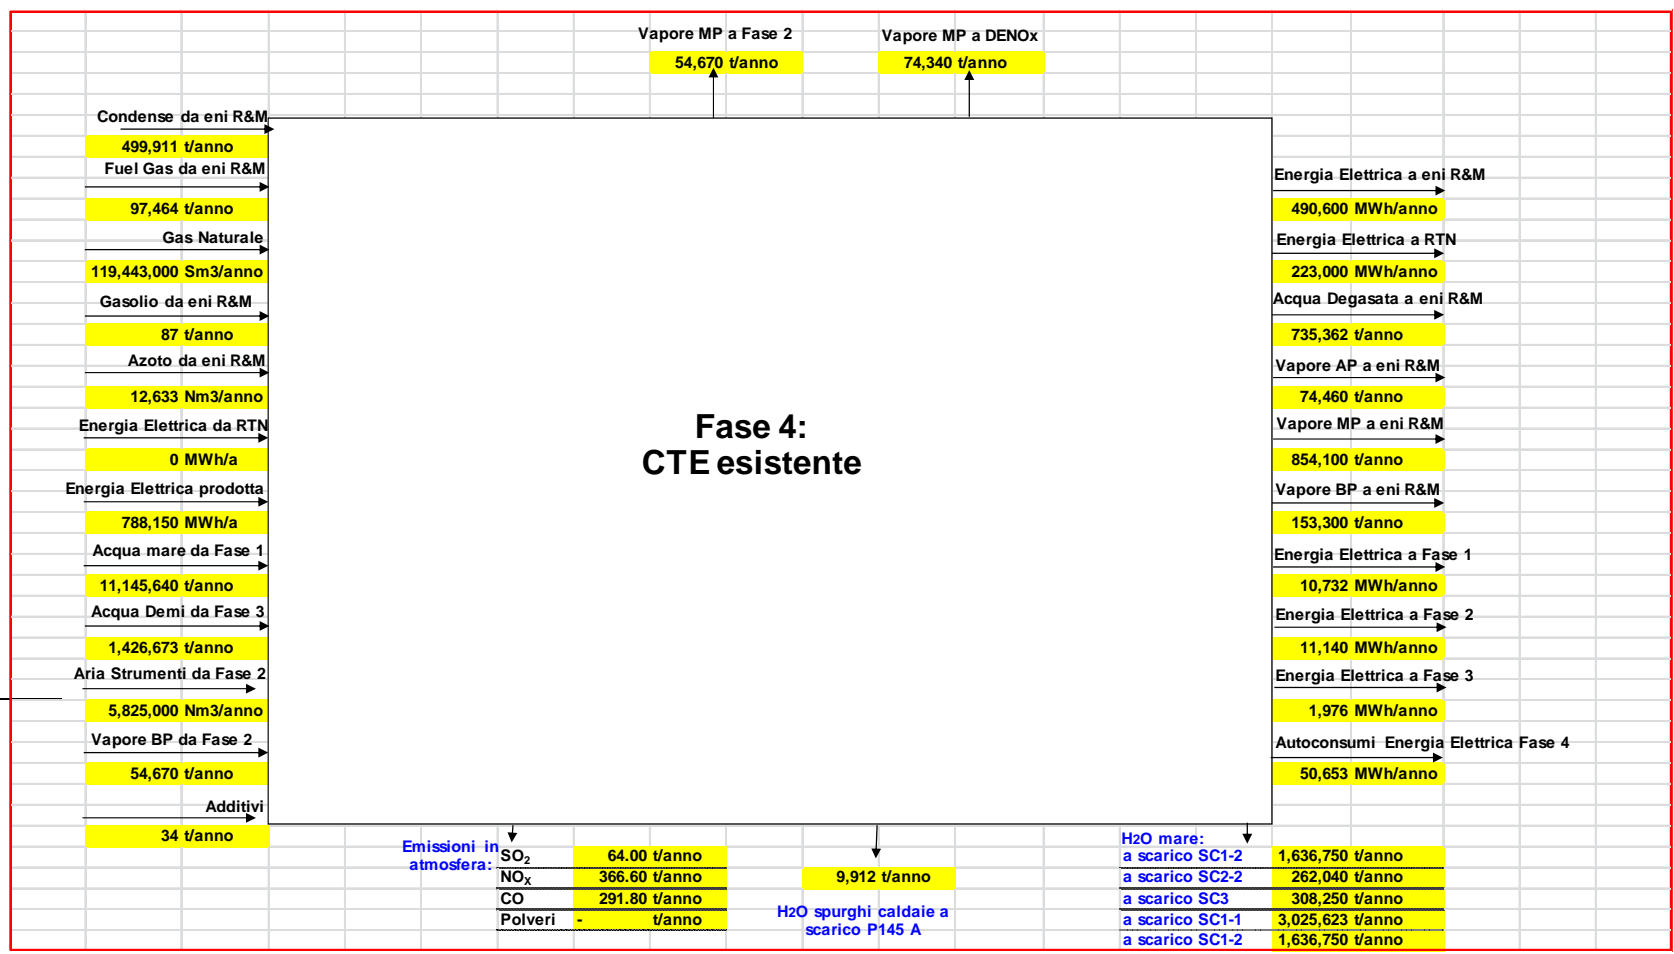 Vapore MP a Fase 2
54,670 t/anno
Vapore MP a DENOx
74,340 t/anno
Condense da eni R&M
499,911 t/anno
Fuel Gas da eni R&M
97,464 t/anno
Gas Naturale
119,443,000 Sm3/anno
Gasolio da eni R&M
87 t/anno
Azoto da eni R&M
12,633 Nm3/anno
Energia Elettrica da RTN
0 MWh/a
Energia Elettrica prodotta
788,150 MWh/a
Acqua mare da Fase 1
11,145,640 t/anno
Acqua Demi da Fase 3
1,426,673 t/anno
Aria Strumenti da Fase 2
5,825,000 Nm3/anno
Vapore BP da Fase 2
54,670 t/anno
Additivi
34 t/anno
Fase 4:
CTE esistente
Energia Elettrica a eni R&M
490,600 MWh/anno
Energia Elettrica a RTN
223,000 MWh/anno
Acqua Degasata a eni R&M
735,362 t/anno
Vapore AP a eni R&M
74,460 t/anno
Vapore MP a eni R&M
854,100 t/anno
Vapore BP a eni R&M
153,300 t/anno
Energia Elettrica a Fase 1
10,732 MWh/anno
Energia Elettrica a Fase 2
11,140 MWh/anno
Energia Elettrica a Fase 3
1,976 MWh/anno
Autoconsumi Energia Elettrica Fase 4
50,653 MWh/anno
Emissioni in
atmosfera:
SO2 64.00 t/anno
NOX 366.60 t/anno
CO 291.80 t/anno
Polveri - t/anno
9,912 t/anno
H2O spurghi caldaie a
scarico P145 A
H2O mare:
a scarico SC1-2 1,636,750 t/anno
a scarico SC2-2 262,040 t/anno
a scarico SC3 308,250 t/anno
a scarico SC1-1 3,025,623 t/anno
a scarico SC1-2 1,636,750 t/anno